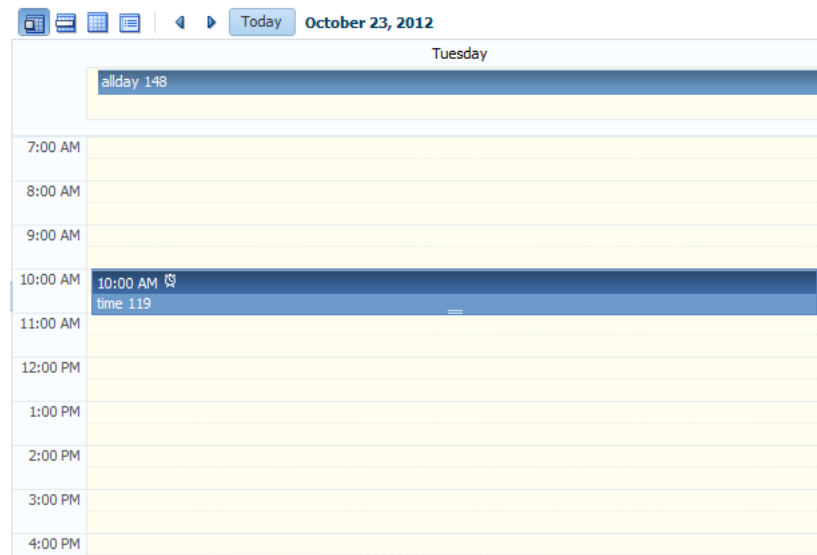 Today October 23, 2012
Tuesday
allday 148
7:00 AM
8:00 AM
9:00 AM
10:00 AM 10:00 AM
time 119
11:00 AM
12:00 PM
1:00 PM
2:00 PM
3:00 PM
4:00 PM